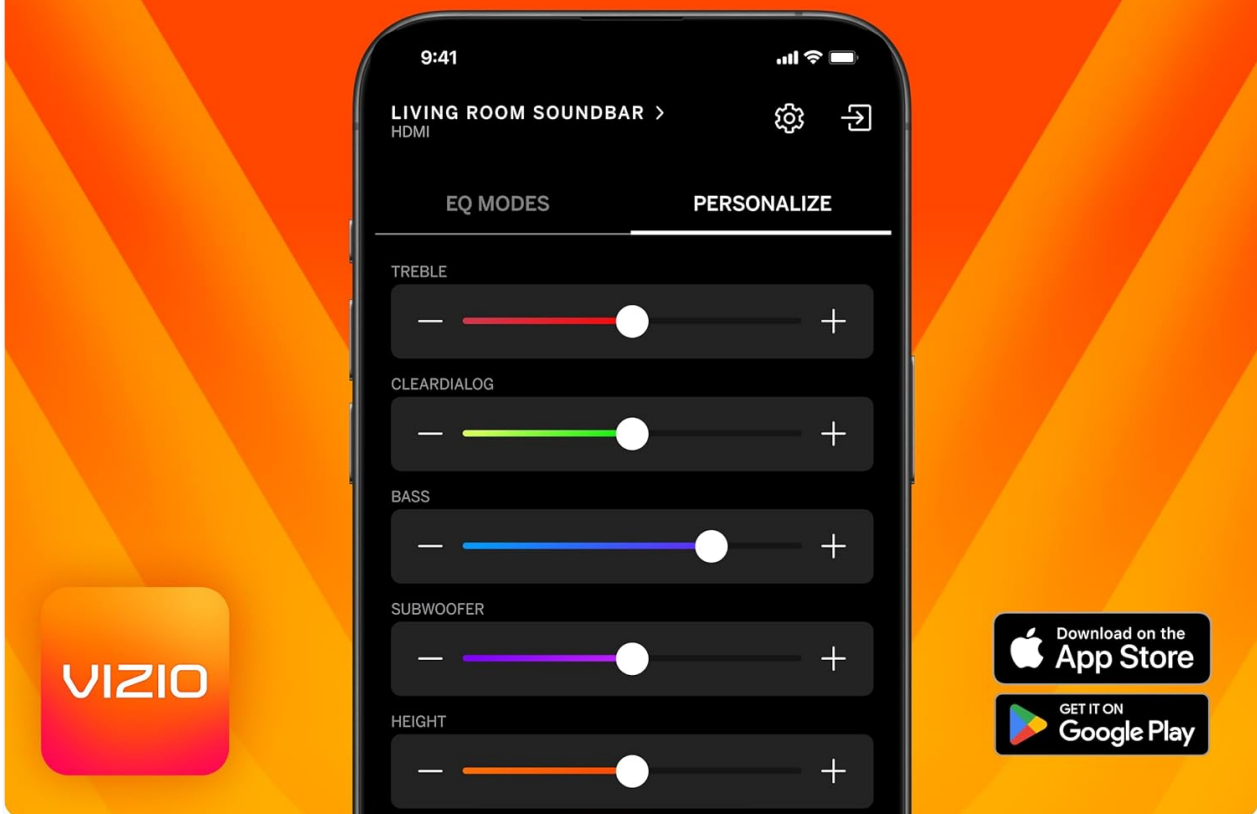 9:41
LIVING ROOM SOUNDBAR >
HDMI
EQ MODES
PERSONALIZE
TREBLE
CLEARDIALOG
BASS
SUBWOOFER
HEIGHT
VIZIO
Download on the
App Store
GET IT ON
Google Play